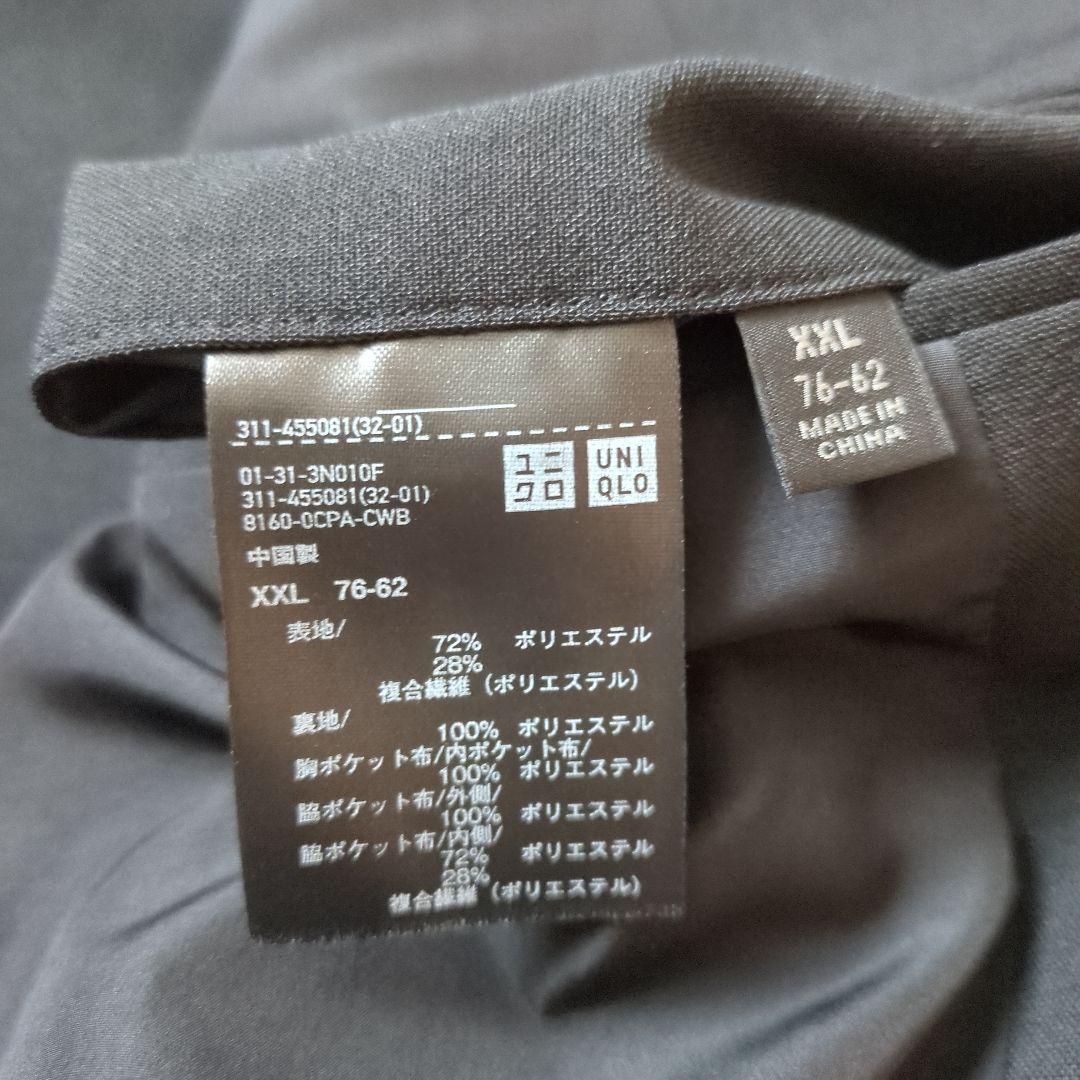 311-455081(32-01)
01-31-3N010F
311-455081(32-01)
8160-0CPA-CWB
ユニ
クロ
UNI
QLO
中国製
XXL 76-62
表地/
72% ポリエステル
28%
複合繊維 (ポリエステル)
裏地/
100% ポリエステル
胸ポケット布/内ポケット布/
100% ポリエステル
脇ポケット布/外側/
100% ポリエステル
脇ポケット布/内側/
72% ポリエステル
28%
複合繊維 (ポリエステル)
XXL
76-62
MADE IN
CHINA